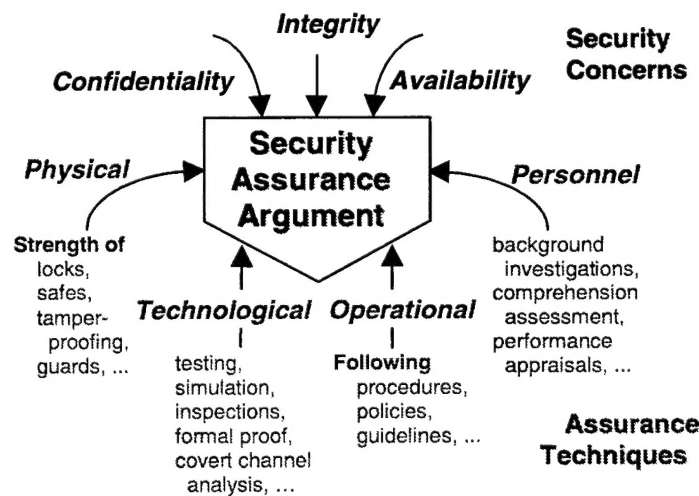 Integrity
Security
Concerns
Confidentiality
Availability
Security
Assurance
Argument
Physical
Personnel
Strength of
locks,
safes,
tamper-
proofing,
guards, ...
Technological
testing,
simulation,
inspections,
formal proof,
covert channel
analysis, ...
Operational
Following
procedures,
policies,
guidelines, ...
background
investigations,
comprehension
assessment,
performance
appraisals, ...
Assurance
Techniques